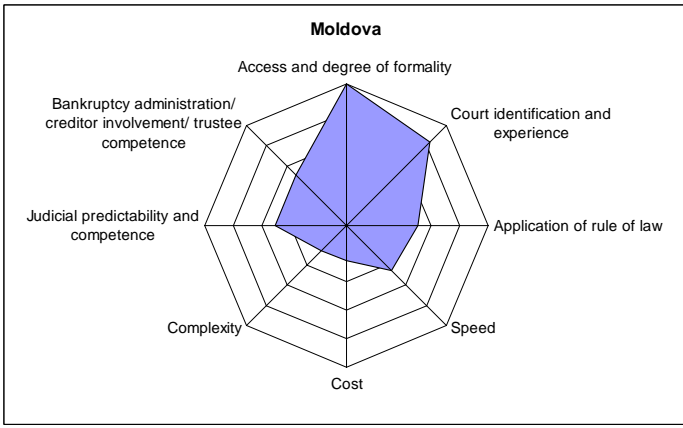 Moldova
Access and degree of formality
Bankruptcy administration/
creditor involvement/ trustee
competence
Court identification and
experience
Judicial predictability and
competence
Application of rule of law
Complexity
Speed
Cost